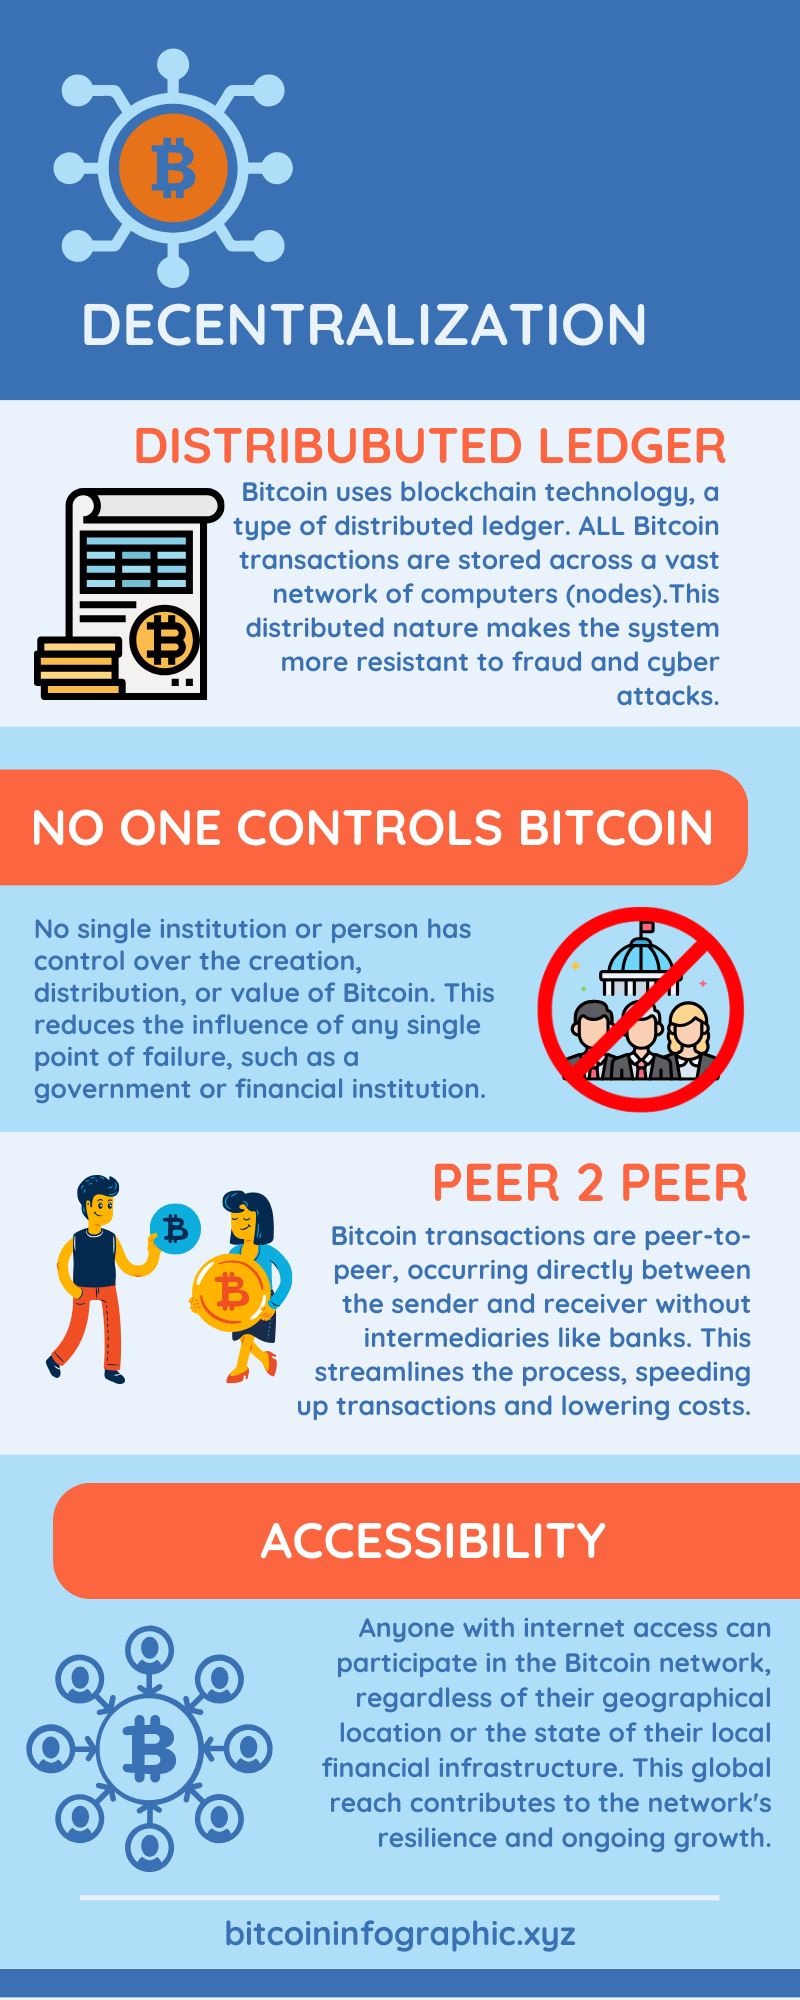 DECENTRALIZATION
DISTRIBUBUTED LEDGER
Bitcoin uses blockchain technology, a
type of distributed ledger. ALL Bitcoin
transactions are stored across a vast
network of computers (nodes).This
distributed nature makes the system
more resistant to fraud and cyber
attacks.
NO ONE CONTROLS BITCOIN
No single institution or person has
control over the creation,
distribution, or value of Bitcoin. This
reduces the influence of any single
point of failure, such as a
government or financial institution.
PEER 2 PEER
Bitcoin transactions are peer-to-
peer, occurring directly between
the sender and receiver without
intermediaries like banks. This
streamlines the process, speeding
up transactions and lowering costs.
ACCESSIBILITY
Anyone with internet access can
participate in the Bitcoin network,
regardless of their geographical
location or the state of their local
financial infrastructure. This global
reach contributes to the network's
resilience and ongoing growth.
bitcoininfographic.xyz